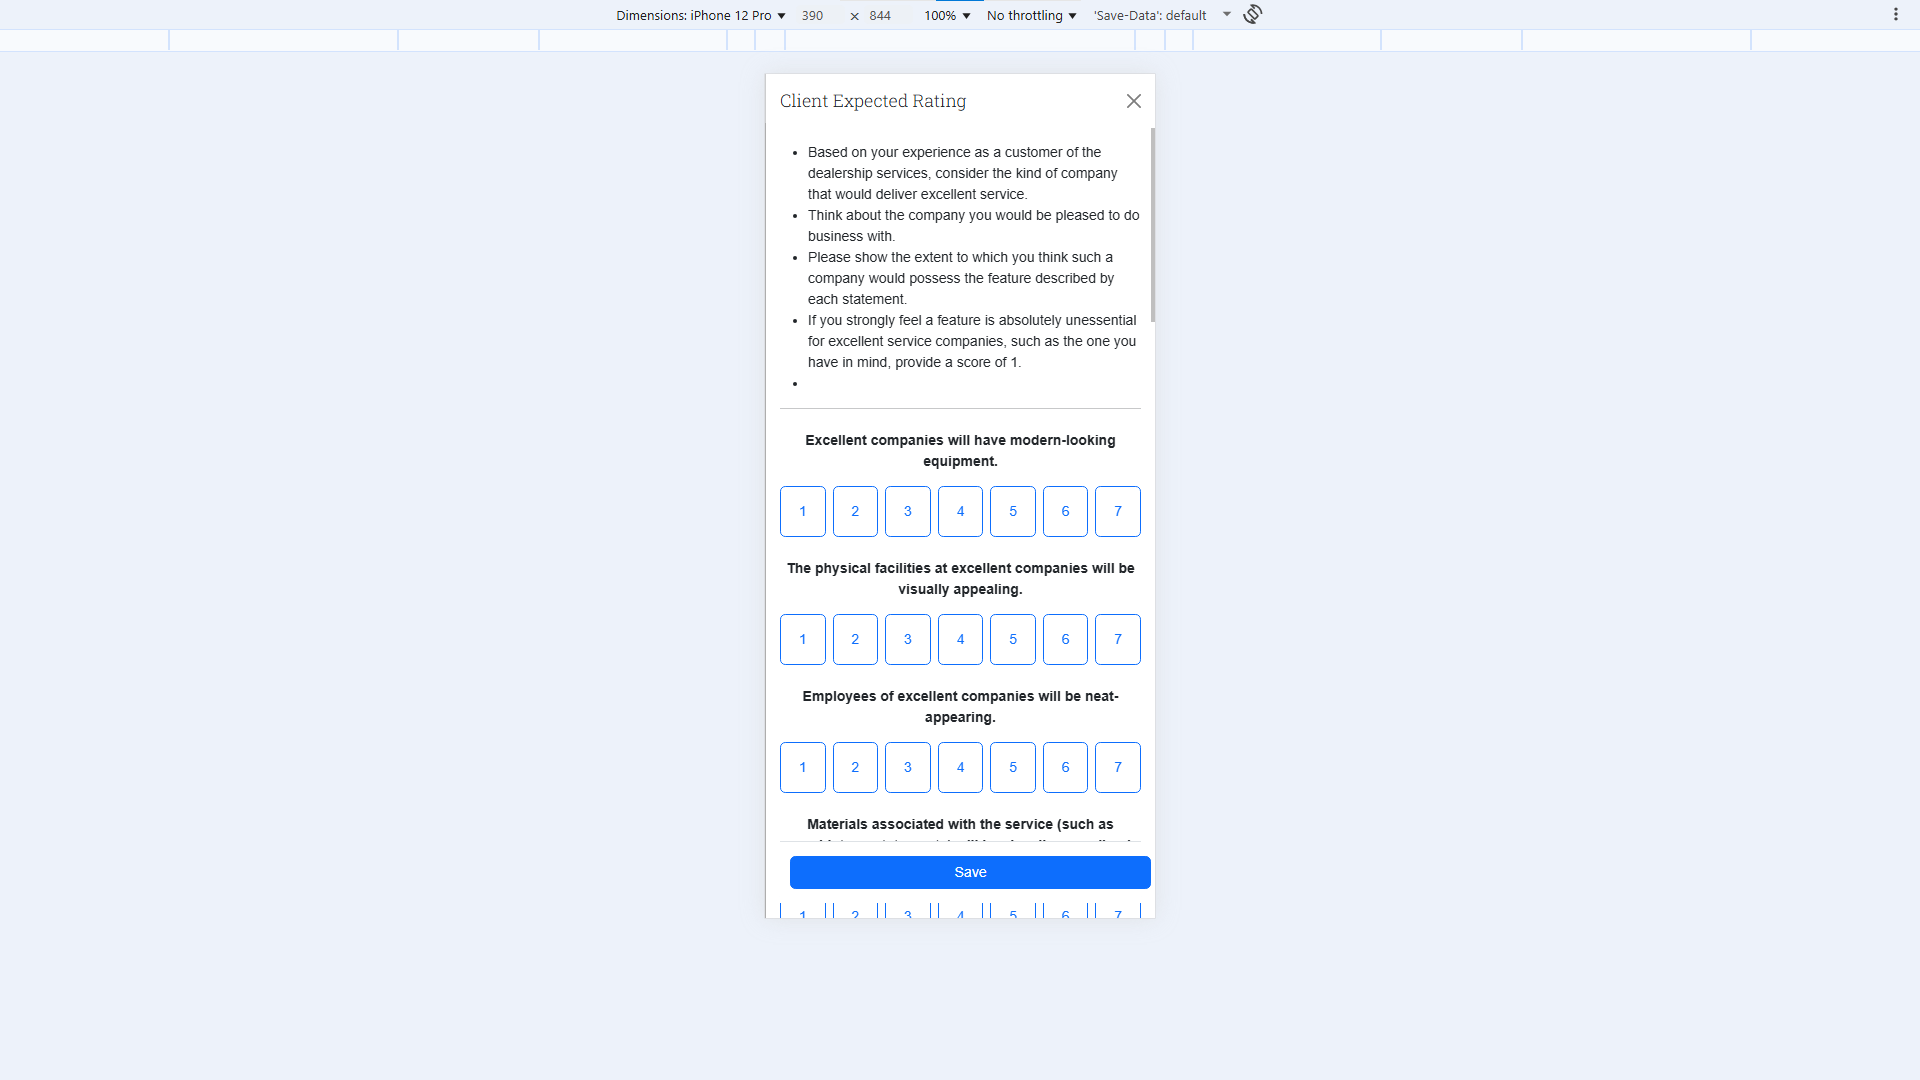 Dimensions: iPhone 12 Pro ▼ 390 × 844 100% ▼ No throttling ▼ 'Save-Data': default
Client Expected Rating
• Based on your experience as a customer of the
dealership services, consider the kind of company
that would deliver excellent service.
• Think about the company you would be pleased to do
business with.
• Please show the extent to which you think such a
company would possess the feature described by
each statement.
• If you strongly feel a feature is absolutely unessential
for excellent service companies, such as the one you
have in mind, provide a score of 1.
•
Excellent companies will have modern-looking
equipment.
1 2 3 4 5 6 7
The physical facilities at excellent companies will be
visually appealing.
1 2 3 4 5 6 7
Employees of excellent companies will be neat-
appearing.
1 2 3 4 5 6 7
Materials associated with the service (such as
Save
1 2 3 4 5 6 7